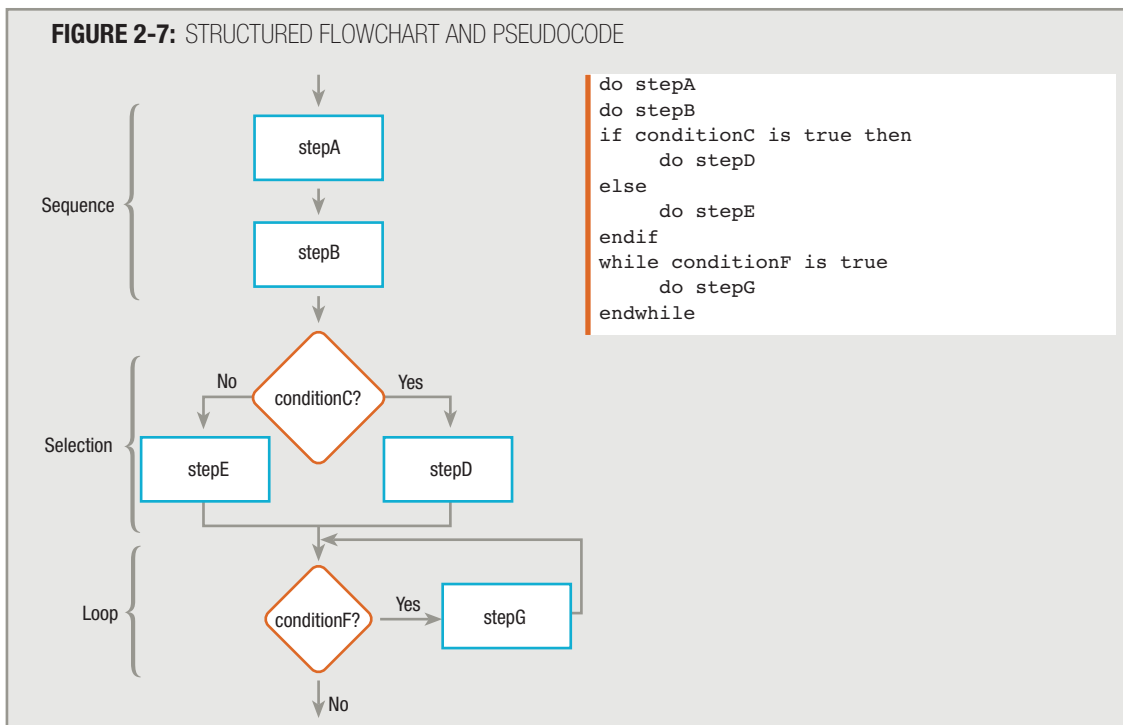 FIGURE 2-7: STRUCTURED FLOWCHART AND PSEUDOCODE
Sequence
stepA
stepB
Selection
No
conditionC?
Yes
stepE
stepD
Loop
conditionF?
Yes
stepG
No
do stepA
do stepB
if conditionC is true then
     do stepD
else
     do stepE
endif
while conditionF is true
     do stepG
endwhile